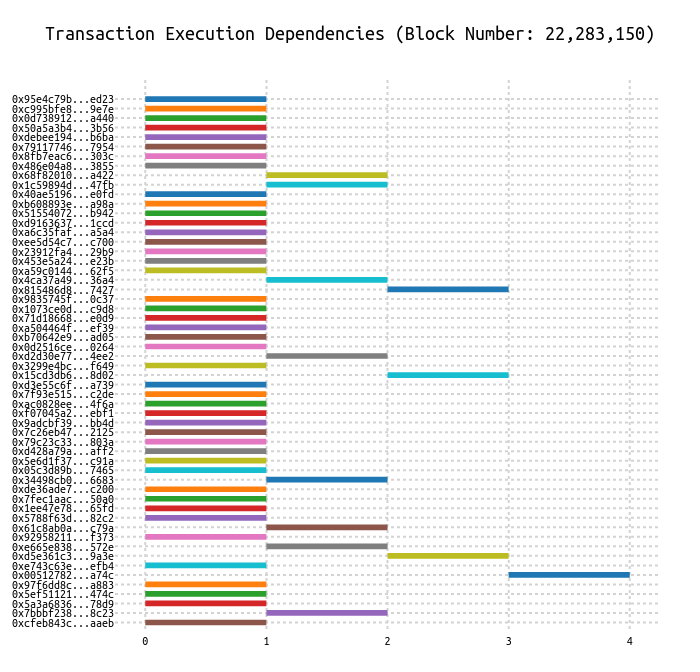 Transaction Execution Dependencies (Block Number: 22,283,150)
0x95e4c79b...ed23
0xc995bfe8...9e7e
0x0d738912...a440
0x50a5a3b4...3b56
0xdebee194...b6ba
0x79117746...7954
0x8fb7eac6...303c
0x486e04a8...3855
0x68f82010...a422
0x1c59894d...47fb
0x40ae5196...e0fd
0xb608893e...a98a
0x51554072...b942
0xd9163637...1ccd
0xa6c35faf...a5a4
0xee5d54c7...c700
0x23912fa4...29b9
0x453e5a24...e23b
0xa59c0144...62f5
0x4ca37a49...36a4
0x815486d8...7427
0x9835745f...0c37
0x1073ce0d...c9d8
0x71d18668...e0d9
0xa504464f...ef39
0xb70642e9...ad05
0x0d2516ce...0264
0xd2d30e77...4ee2
0x3299e4bc...f649
0x15cd3db6...8d02
0xd3e55c6f...a739
0x7f93e515...c2de
0xac0828ee...4f6a
0xf07045a2...ebf1
0x9adcbf39...bb4d
0x7c26eb47...2125
0x79c23c33...803a
0xd428a79a...aff2
0x5e6d1f37...c91a
0x05c3d89b...7465
0x34498cb0...6683
0xde36ade7...c200
0x7fec1aac...50a0
0x1ee47e78...65fd
0x5788f63d...82c2
0x61c8ab0a...c79a
0x92958211...f373
0xe665e838...572e
0xd5e361c3...9a3e
0xe743c63e...efb4
0x00512782...a74c
0x97f6dd8c...a883
0x5ef51121...474c
0x5a3a6836...78d9
0x7bbbf238...8c23
0xcfeb843c...aaeb
0 1 2 3 4